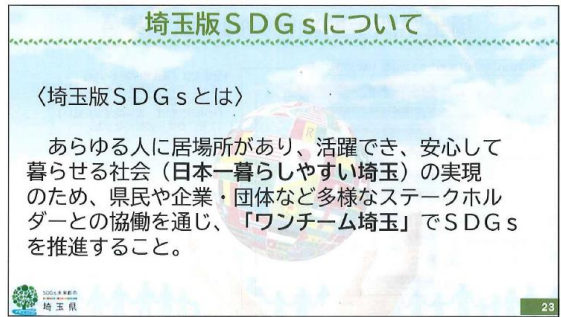 埼玉版ＳＤＧｓについて
〈埼玉版ＳＤＧｓとは〉
あらゆる人に居場所があり、活躍でき、安心して
暮らせる社会（日本一暮らしやすい埼玉）の実現
のため、県民や企業・団体など多様なステークホル
ダーとの協働を通じ、「ワンチーム埼玉」でＳＤＧｓ
を推進すること。
埼玉県
23